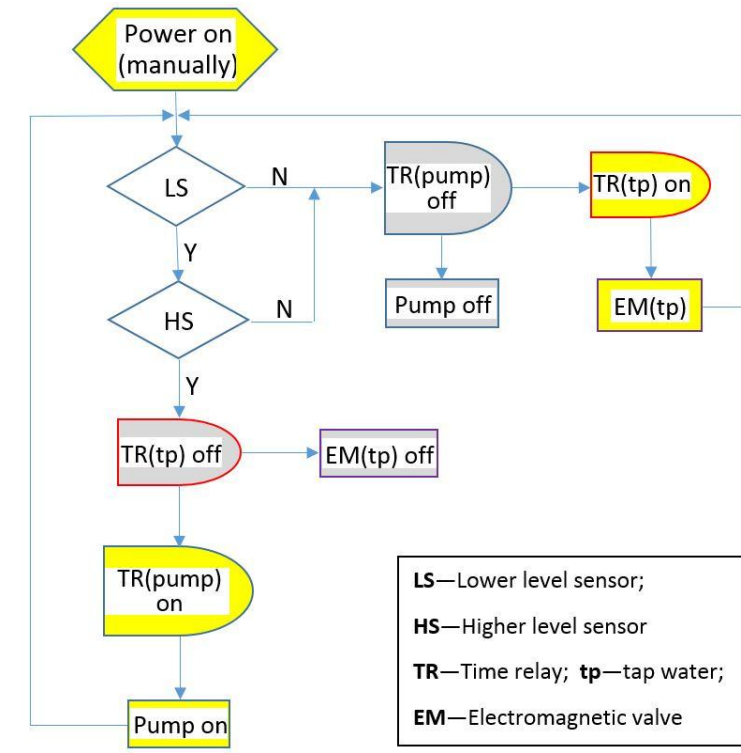 Power on
(manually)
LS
N
TR(pump)
off
TR(tp) on
Y
HS
N
Pump off
EM(tp)
Y
TR(tp) off
EM(tp) off
TR(pump)
on
Pump on
LS—Lower level sensor;
HS—Higher level sensor
TR—Time relay; tp—tap water;
EM—Electromagnetic valve